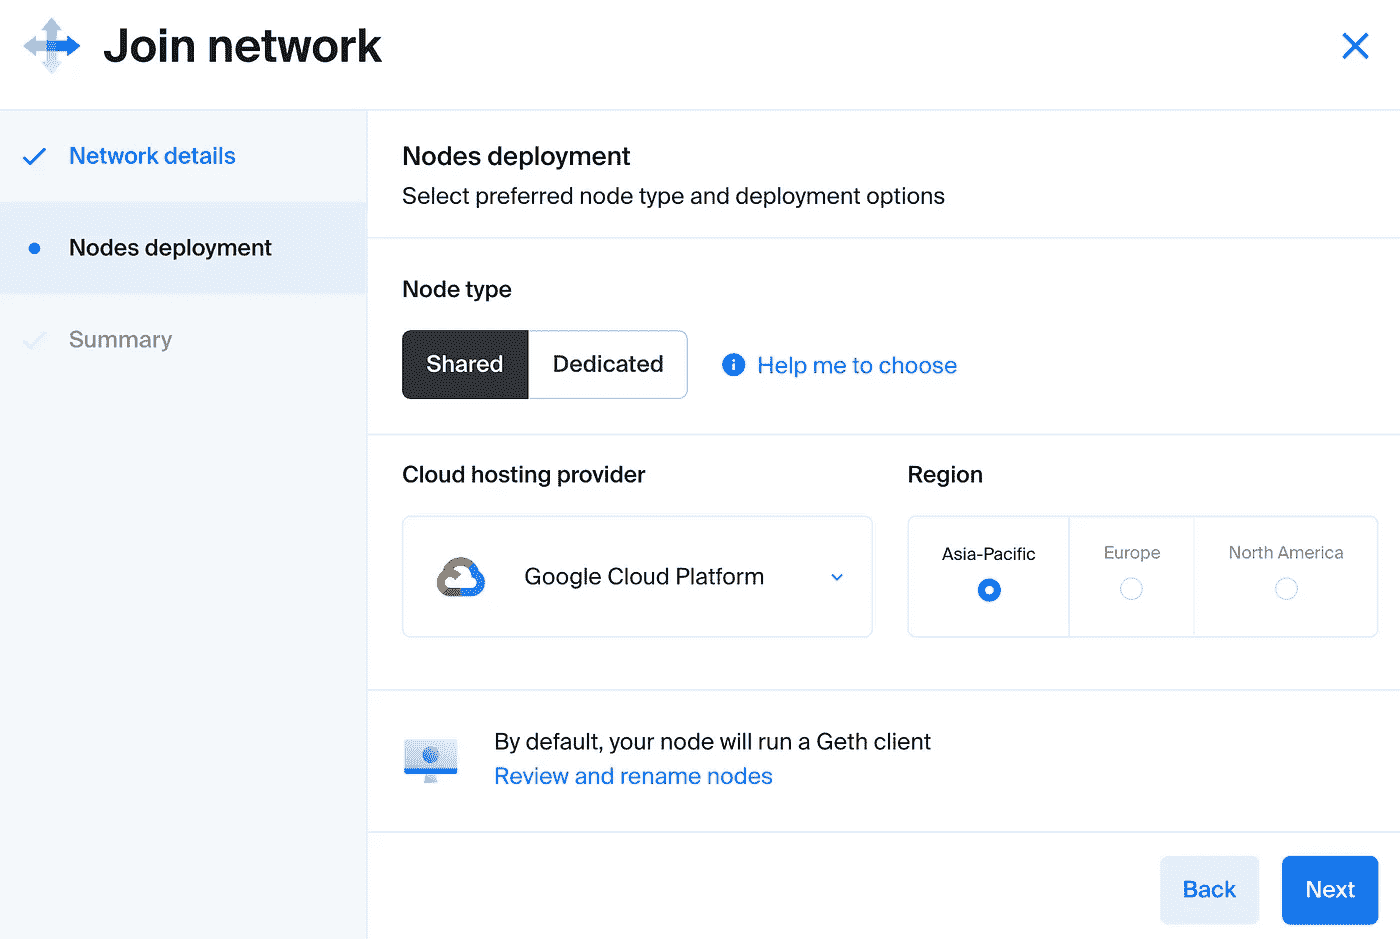 Join network
Network details
Nodes deployment
Summary
Nodes deployment
Select preferred node type and deployment options
Node type
Shared
Dedicated
Help me to choose
Cloud hosting provider
Google Cloud Platform
Region
Asia-Pacific
Europe
North America
By default, your node will run a Geth client
Review and rename nodes
Back
Next